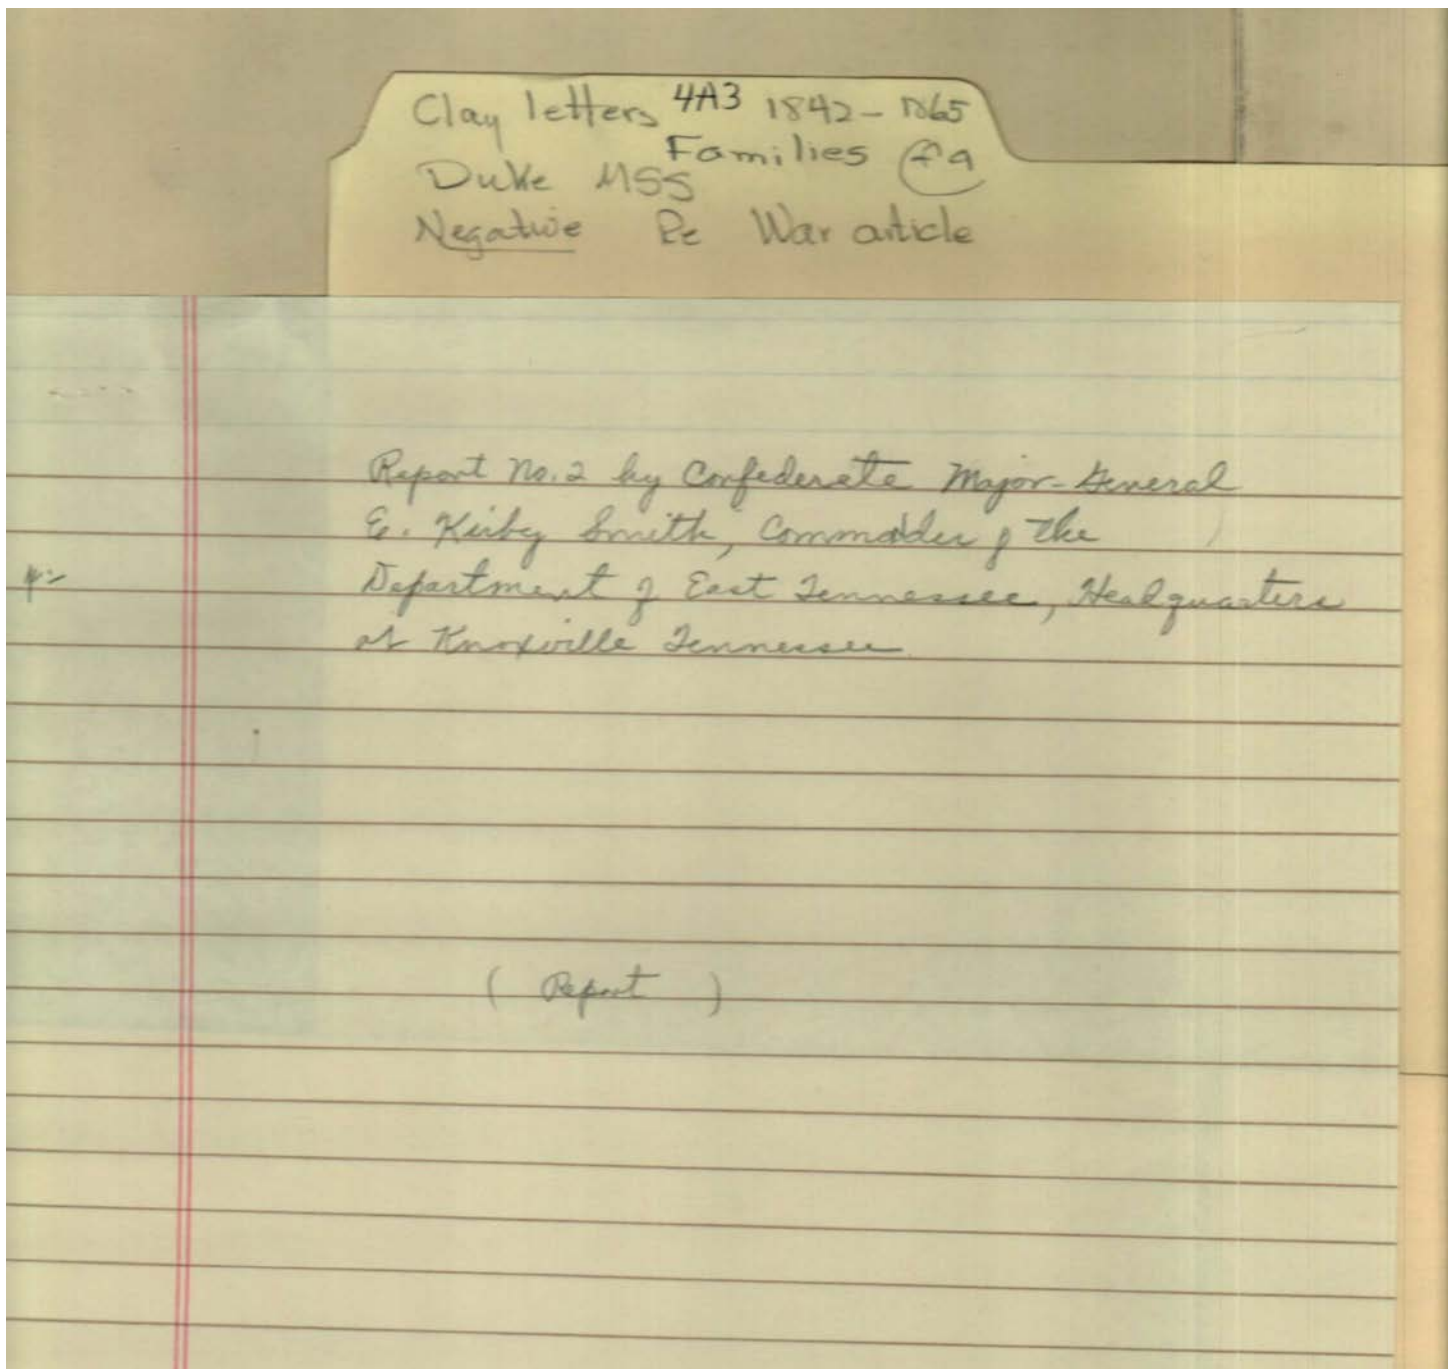 Clay letters 4A3 1842-1865
Families f9
Duke MSS
Negative Re War article
Report No. 2 by Confederate Major-General
E. Kirby Smith, Commander of the
Department of East Tennessee, Headquarters
at Knoxville Tennessee
( Report )